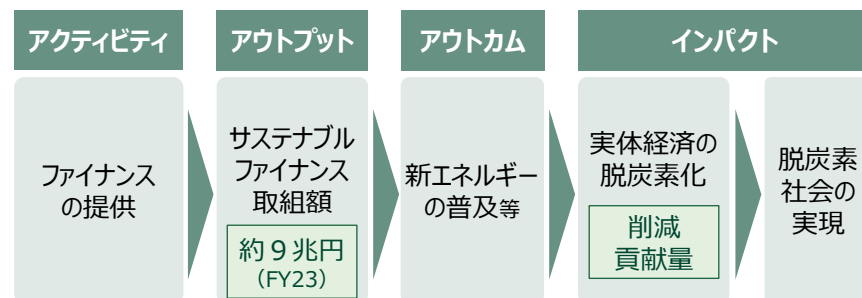 アクティビティ
アウトプット
アウトカム
インパクト
ファイナンス
の提供
サステナブル
ファイナンス
取組額
約9兆円
(FY23)
新エネルギー
の普及等
実体経済の
脱炭素化
削減
貢献量
脱炭素
社会の
実現